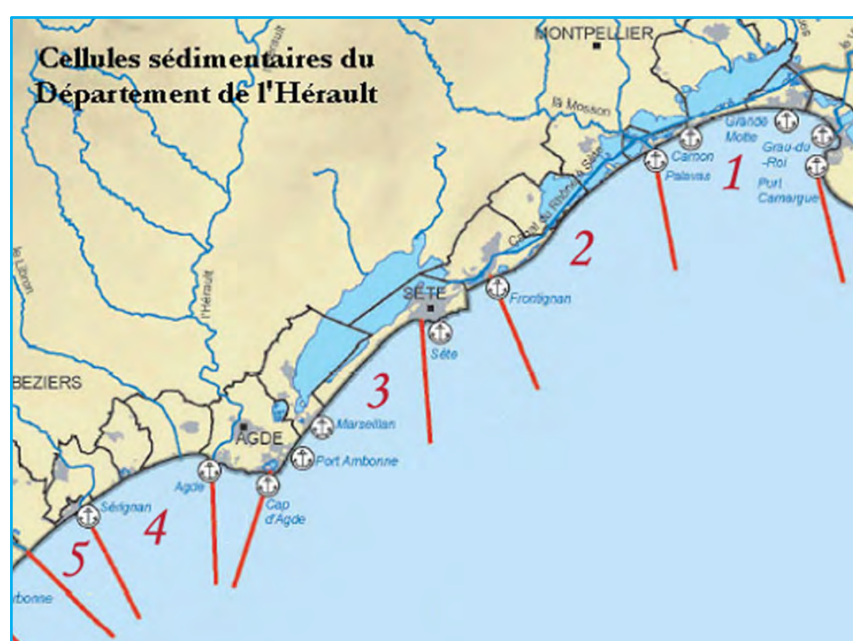 Cellules sédimentaires du
Département de l'Hérault
MONTPELLIER
la Mosson
l'Hérault
Grande
Motte
Grau-du
-Roi
Carnon
Palavas
1
Port
Camargue
Canal du Rhône à Sète
2
le Libron
l'Hérault
SÈTE
Frontignan
Sète
BEZIERS
3
Marseillan
AGDE
Port Ambonne
Agde
Cap
d'Agde
Sérignan
4
5